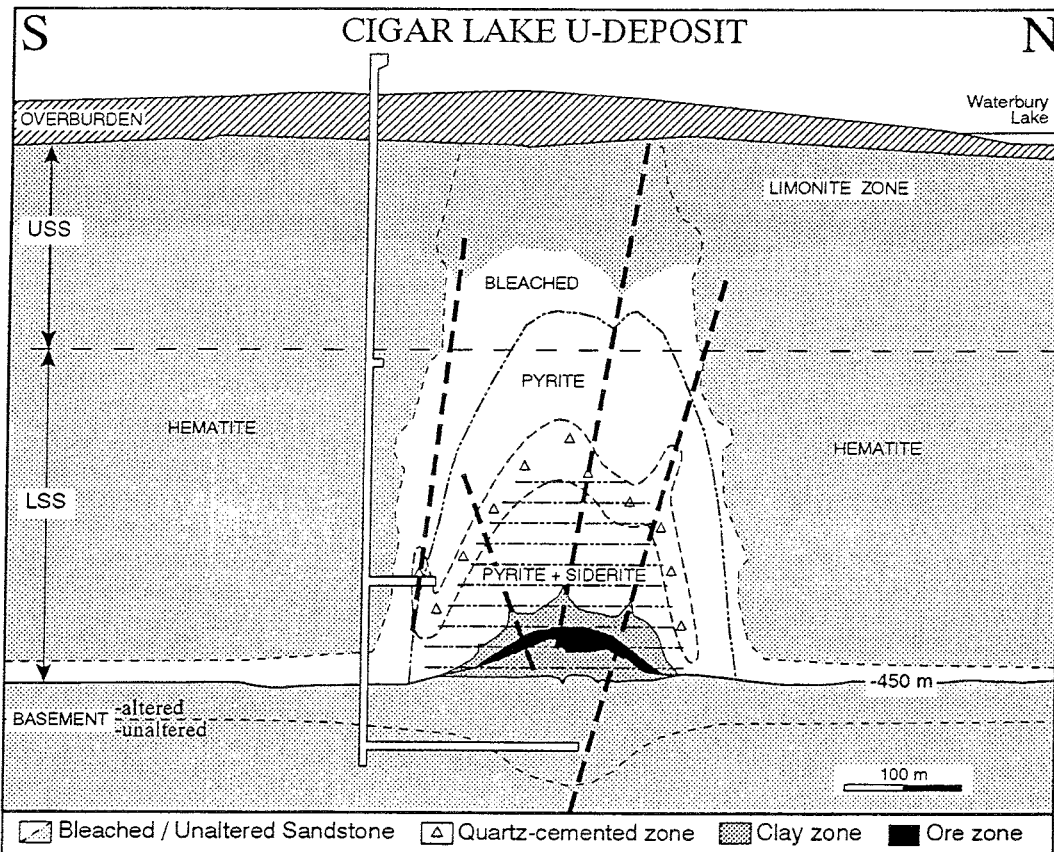 S
CIGAR LAKE U-DEPOSIT
N
Waterbury
Lake
OVERBURDEN
LIMONITE ZONE
USS
BLEACHED
PYRITE
HEMATITE
HEMATITE
LSS
PYRITE + SIDERITE
-450 m
BASEMENT -altered
-unaltered
100 m
Bleached / Unaltered Sandstone
Quartz-cemented zone
Clay zone
Ore zone